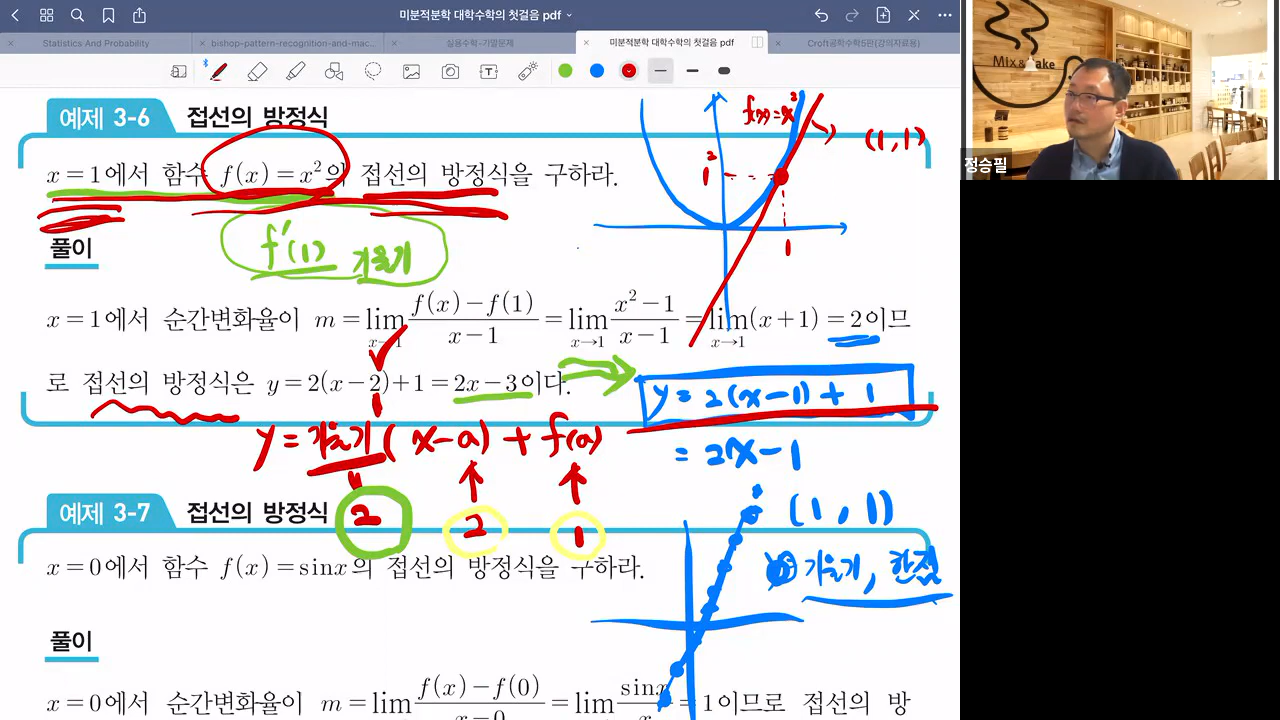 미분적분학 대학수학의 첫걸음 pdf
Statistics And Probability
bishop-pattern-recognition-and-mac...
실용수학-기말문제
미분적분학 대학수학의 첫걸음 pdf
Croft공학수학5판(강의자료용)
Mix&Bake
정승필
예제 3-6 접선의 방정식
f(x)=x²
(1,1)
1²
1
x=1에서 함수 f(x)=x²의 접선의 방정식을 구하라.
f'(1) 기울기
풀이
x=1에서 순간변화율이 m=lim x→1 f(x)-f(1) / x-1 = lim x→1 x²-1 / x-1 = lim x→1 (x+1)=2이므
로 접선의 방정식은 y=2(x-2)+1=2x-3이다.
1
y=2(x-1)+1
y=기울기(x-a)+f(a)
=2x-1
2 2 1
예제 3-7 접선의 방정식
(1,1)
x=0에서 함수 f(x)=sinx의 접선의 방정식을 구하라.
기울기, 한점
풀이
x=0에서 순간변화율이 m=lim f(x)-f(0) / x-0 = lim sinx / x = 1이므로 접선의 방